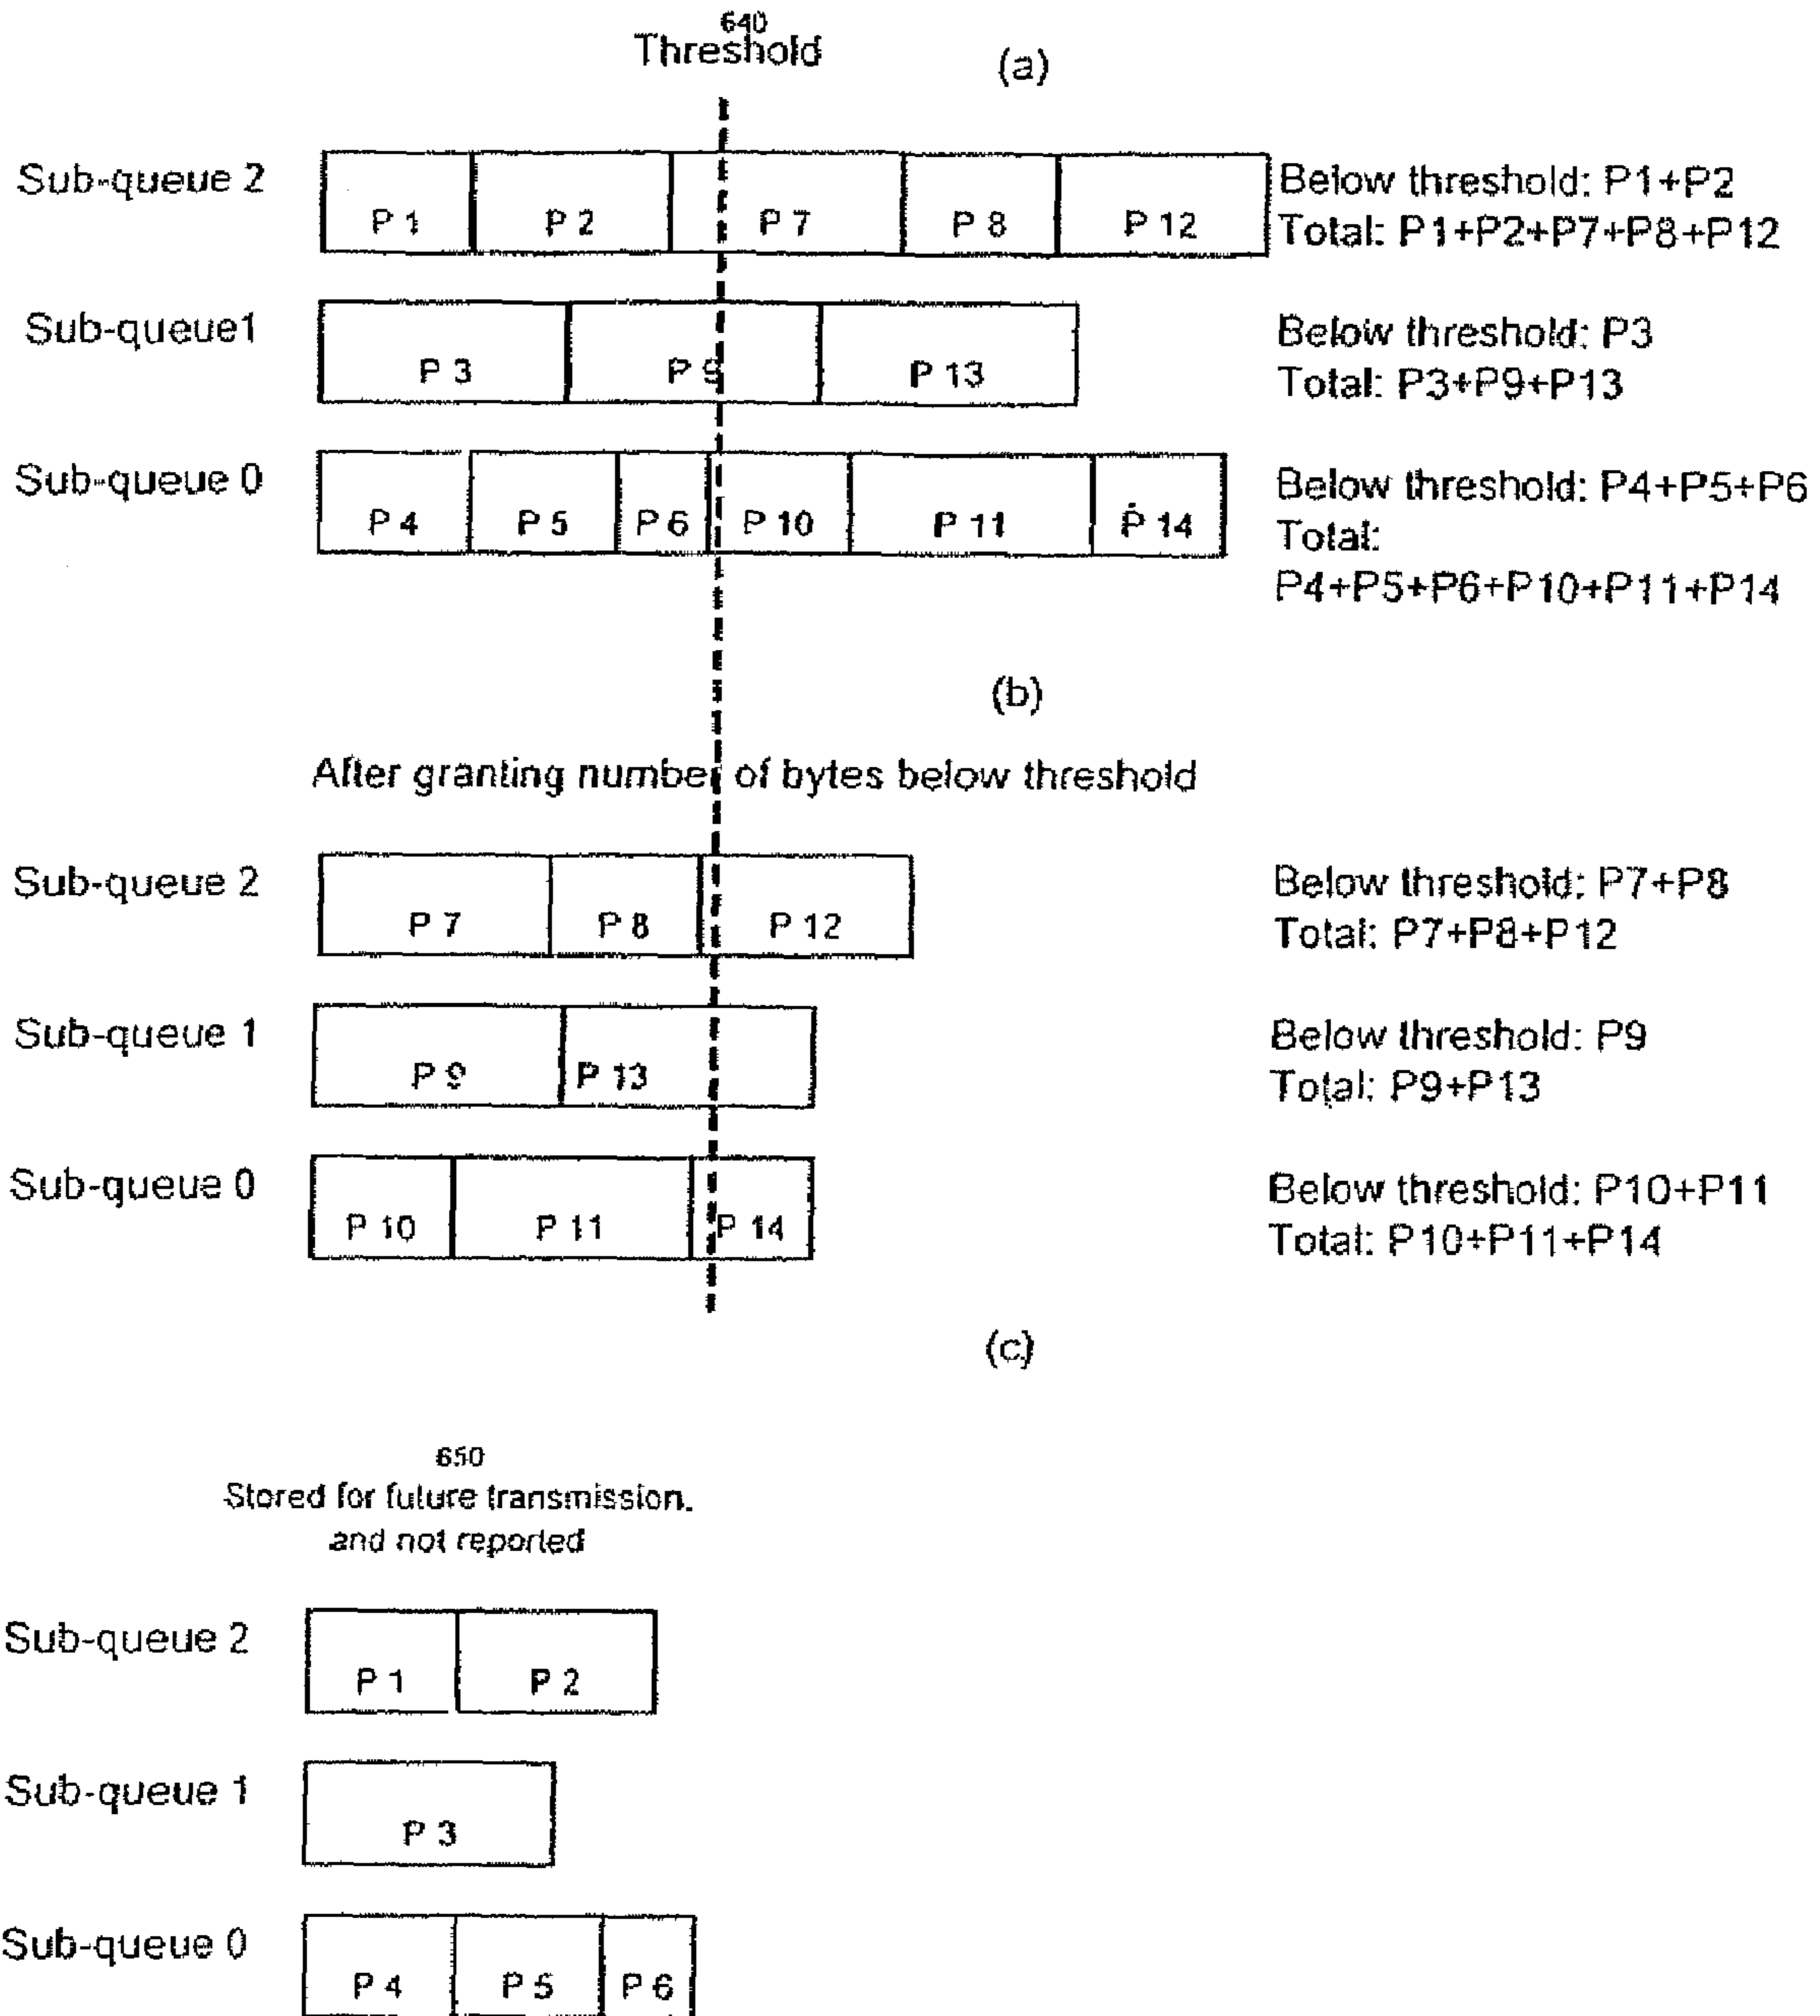 640
Threshold
(a)
Sub-queue 2
P 1
P 2
P 7
P 8
P 12
Below threshold: P1+P2
Total: P1+P2+P7+P8+P12
Sub-queue1
P 3
P 9
P 13
Below threshold: P3
Total: P3+P9+P13
Sub-queue 0
P 4
P 5
P 6
P 10
P 11
P 14
Below threshold: P4+P5+P6
Total:
P4+P5+P6+P10+P11+P14
(b)
After granting number of bytes below threshold
Sub-queue 2
P 7
P 8
P 12
Below threshold: P7+P8
Total: P7+P8+P12
Sub-queue 1
P 9
P 13
Below threshold: P9
Total: P9+P13
Sub-queue 0
P 10
P 11
P 14
Below threshold: P10+P11
Total: P10+P11+P14
(c)
650
Stored for future transmission.
and not reported
Sub-queue 2
P 1
P 2
Sub-queue 1
P 3
Sub-queue 0
P 4
P 5
P 6